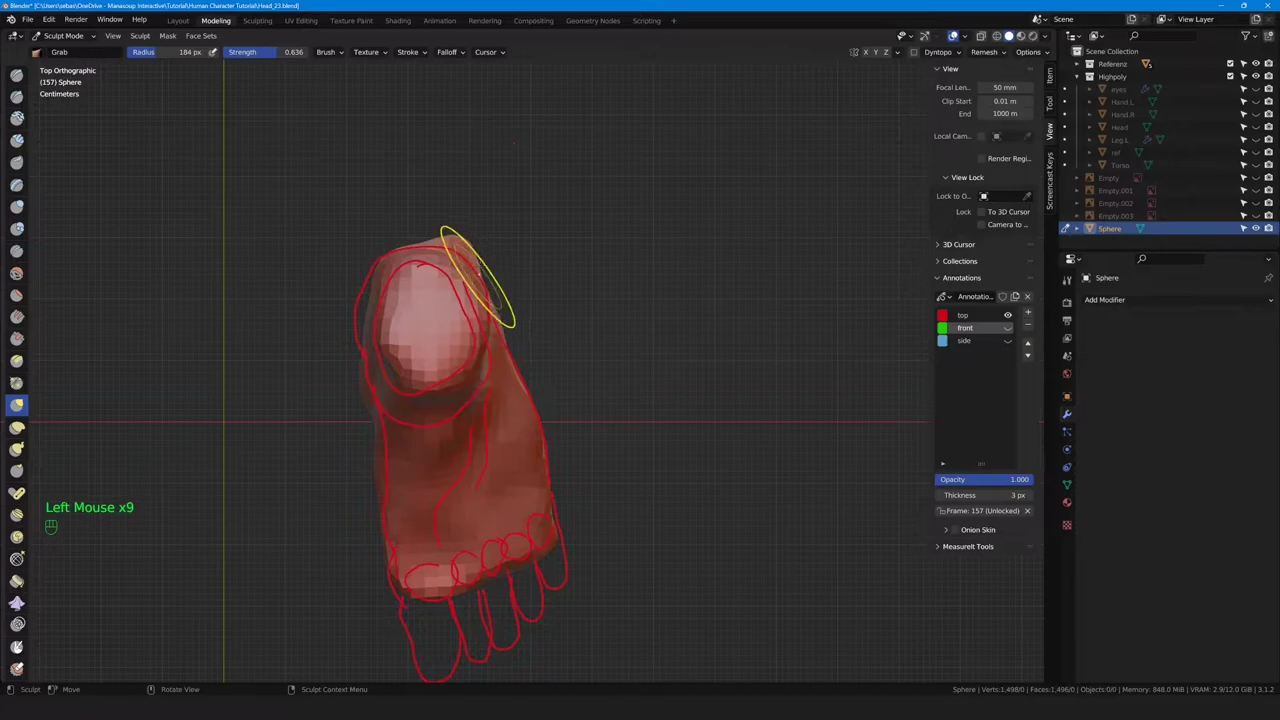 Blender* [C:\Users\sebas\OneDrive - Manasoup Interactive\Tutorial\Human Character Tutorial\Head_23.blend]
File Edit Render Window Help Layout Modeling Sculpting UV Editing Texture Paint Shading Animation Rendering Compositing Geometry Nodes Scripting + Scene View Layer
Sculpt Mode View Sculpt Mask Face Sets
Grab Radius 184 px Strength 0.636 Brush Texture Stroke Falloff Cursor X Y Z Dyntopo Remesh Options
Top Orthographic
(157) Sphere
Centimeters
Left Mouse x9
View
Focal Len.. 50 mm
Clip Start 0.01 m
End 1000 m
Local Cam..
Render Regi...
View Lock
Lock to O..
Lock To 3D Cursor
Camera to ..
3D Cursor
Collections
Annotations
Annotatio...
top
front
side
Opacity 1.000
Thickness 3 px
Frame: 157 (Unlocked)
Onion Skin
MeasureIt Tools
Item
Tool
View
Screencast Keys
Scene Collection
Referenz 5
Highpoly
eyes
Hand.L
Hand.R
Head
Leg.L
ref
Torso
Empty
Empty.001
Empty.002
Empty.003
Sphere
Sphere
Add Modifier
Sculpt Move Rotate View Sculpt Context Menu Sphere | Verts:1,498/0 | Faces:1,496/0 | Objects:0/0 | Memory: 848.0 MiB | VRAM: 2.9/12.0 GiB | 3.1.2